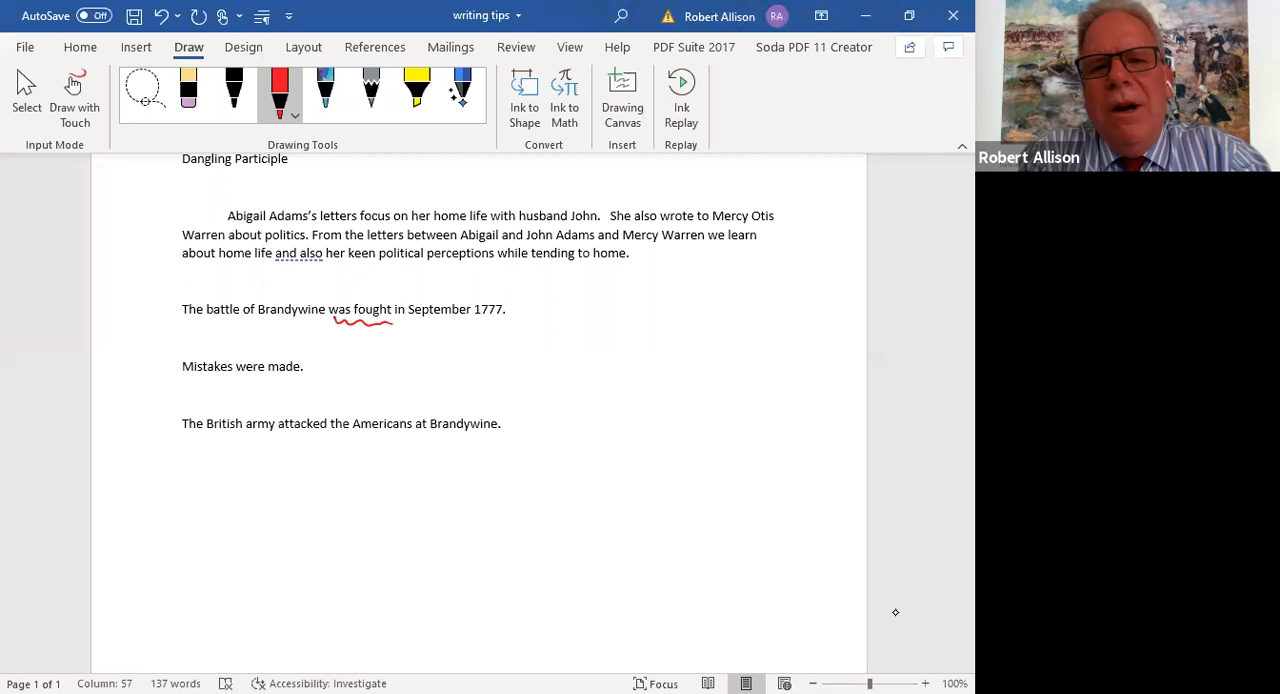 AutoSave Off writing tips Robert Allison RA
File Home Insert Draw Design Layout References Mailings Review View Help PDF Suite 2017 Soda PDF 11 Creator
Select
Draw with Touch
Ink to Shape
Ink to Math
Drawing Canvas
Ink Replay
Input Mode Drawing Tools Convert Insert Replay
Robert Allison
Dangling Participle
Abigail Adams's letters focus on her home life with husband John. She also wrote to Mercy Otis
Warren about politics. From the letters between Abigail and John Adams and Mercy Warren we learn
about home life and also her keen political perceptions while tending to home.
The battle of Brandywine was fought in September 1777.
Mistakes were made.
The British army attacked the Americans at Brandywine.
Page 1 of 1 Column: 57 137 words Accessibility: Investigate Focus 100%